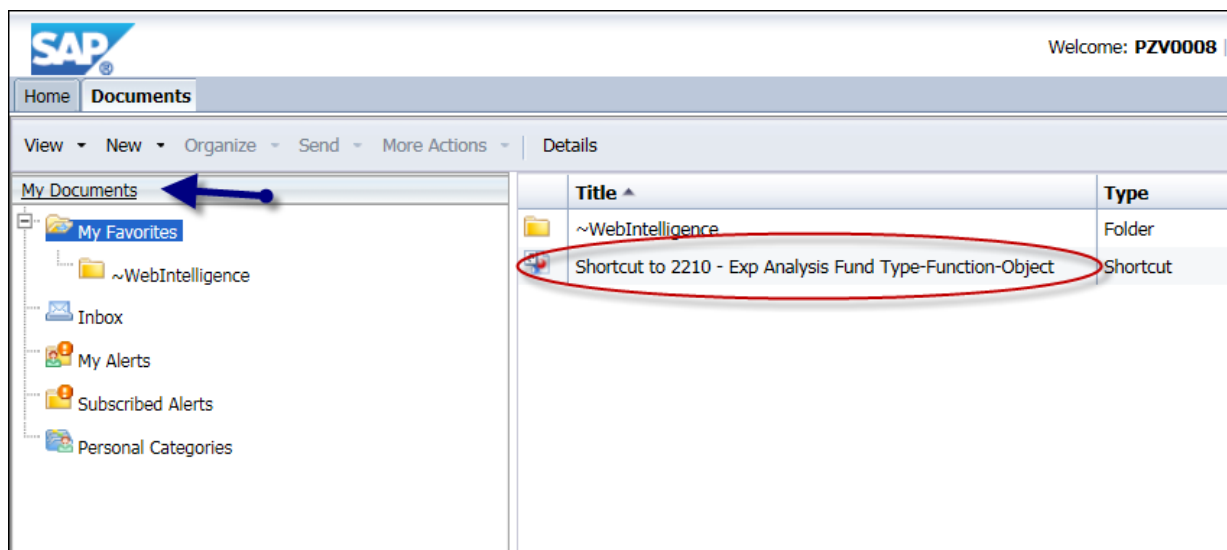 SAP®
Welcome: PZV0008 |
Home Documents
View New Organize Send More Actions | Details
My Documents
Title Type
My Favorites
~WebIntelligence Folder
Shortcut to 2210 - Exp Analysis Fund Type-Function-Object Shortcut
~WebIntelligence
Inbox
My Alerts
Subscribed Alerts
Personal Categories